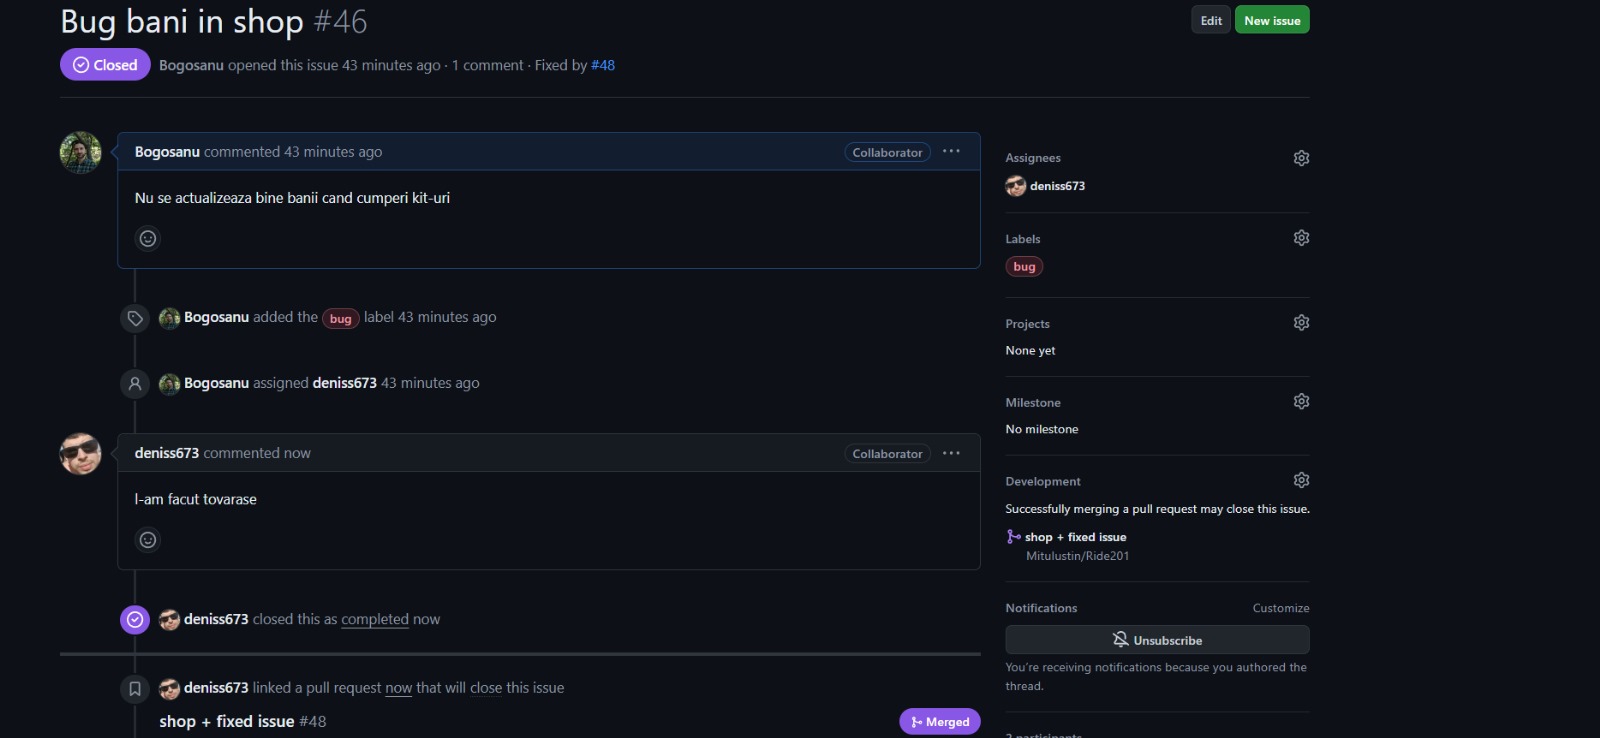 Bug bani in shop #46
Edit
New issue
Closed
Bogosanu opened this issue 43 minutes ago · 1 comment · Fixed by #48
Bogosanu commented 43 minutes ago
Collaborator
Nu se actualizeaza bine banii cand cumperi kit-uri
Bogosanu added the bug label 43 minutes ago
Bogosanu assigned deniss673 43 minutes ago
deniss673 commented now
Collaborator
I-am facut tovarase
deniss673 closed this as completed now
deniss673 linked a pull request now that will close this issue
shop + fixed issue #48
Merged
Assignees
deniss673
Labels
bug
Projects
None yet
Milestone
No milestone
Development
Successfully merging a pull request may close this issue.
shop + fixed issue
Mitulustin/Ride201
Notifications
Customize
Unsubscribe
You're receiving notifications because you authored the
thread.
2 participants